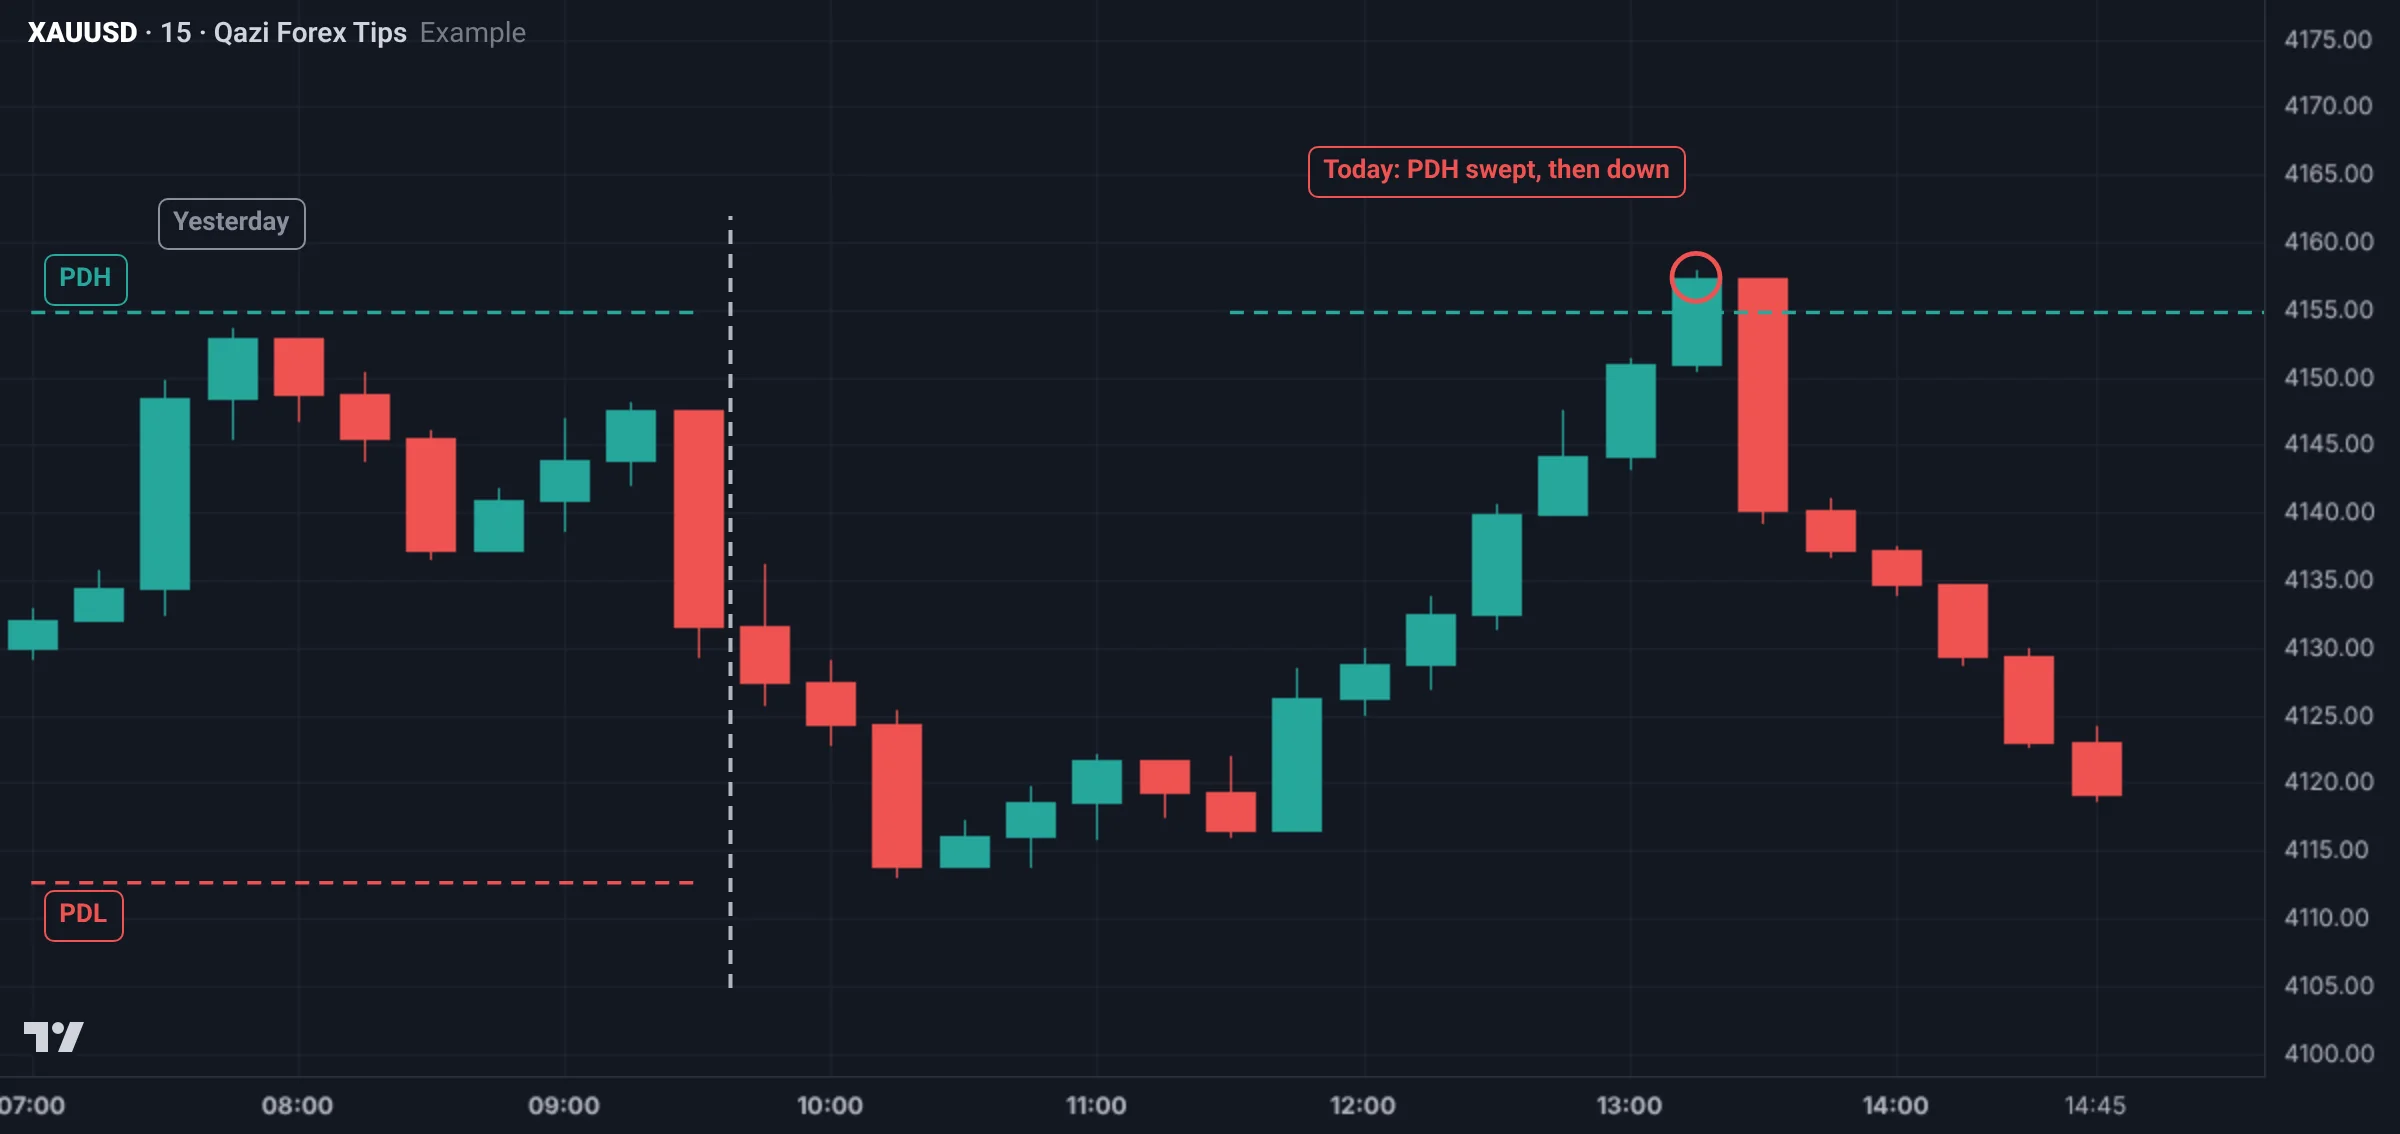 XAUUSD · 15 · Qazi Forex Tips Example
Today: PDH swept, then down
Yesterday
PDH
PDL
4175.00
4170.00
4165.00
4160.00
4155.00
4150.00
4145.00
4140.00
4135.00
4130.00
4125.00
4120.00
4115.00
4110.00
4105.00
4100.00
07:00 08:00 09:00 10:00 11:00 12:00 13:00 14:00 14:45